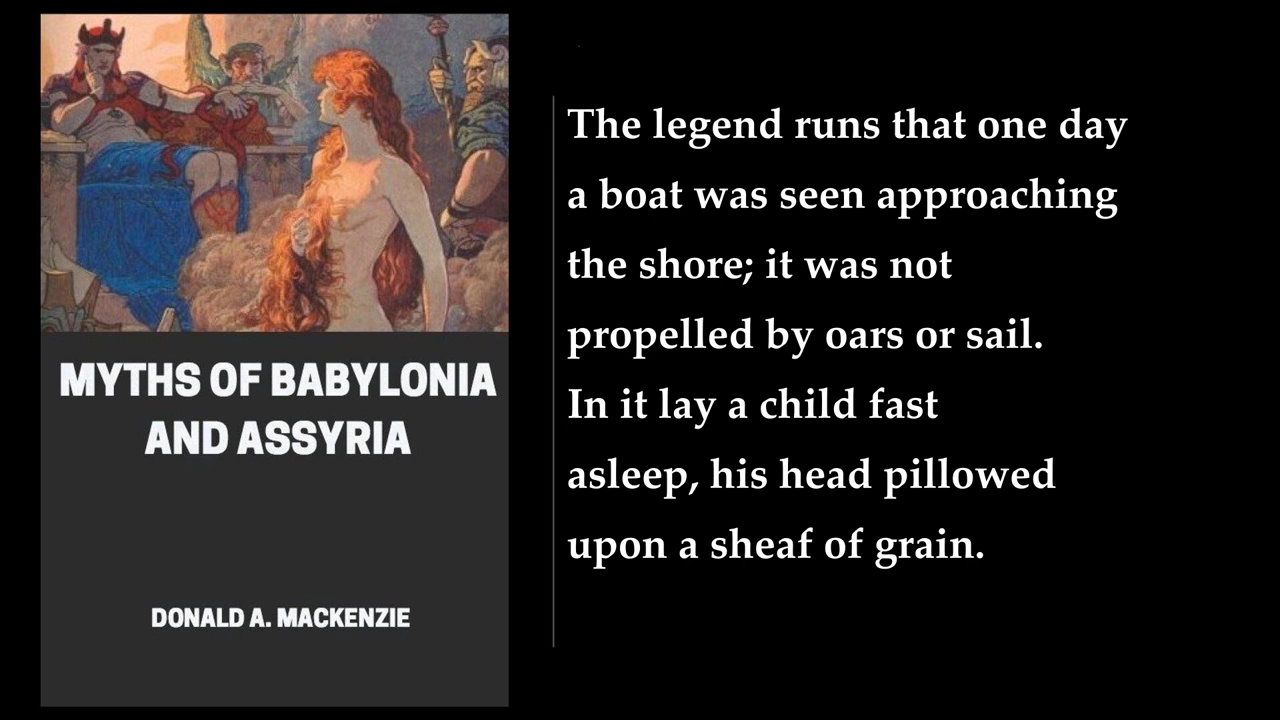 MYTHS OF BABYLONIA
AND ASSYRIA
DONALD A. MACKENZIE
The legend runs that one day
a boat was seen approaching
the shore; it was not
propelled by oars or sail.
In it lay a child fast
asleep, his head pillowed
upon a sheaf of grain.